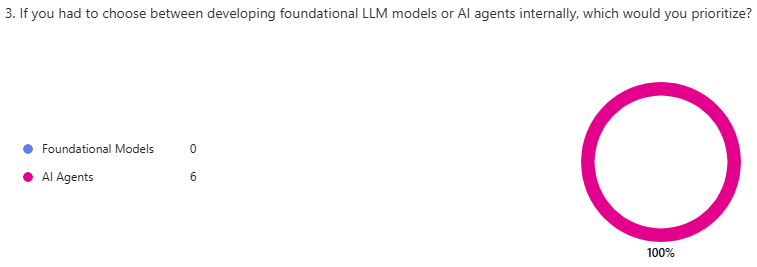 3. If you had to choose between developing foundational LLM models or AI agents internally, which would you prioritize?
Foundational Models 0
AI Agents 6
100%